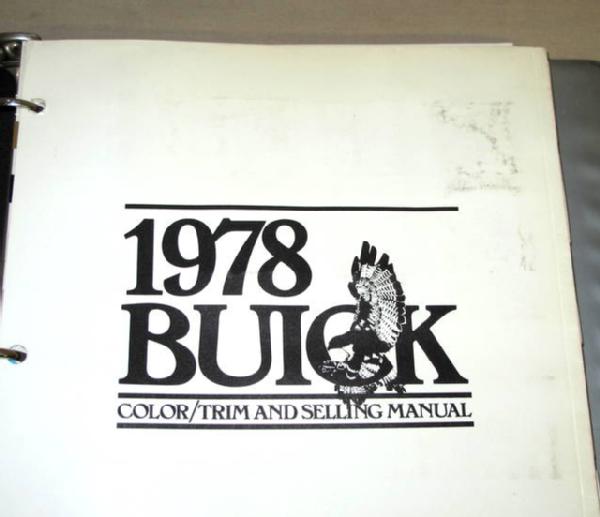 1978
BUICK
COLOR/TRIM AND SELLING MANUAL